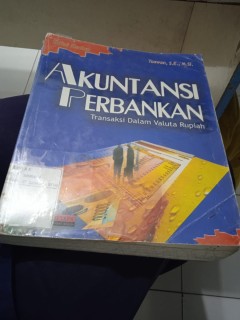 AKUNTANSI
PERBANKAN
Transaksi Dalam Valuta Rupiah